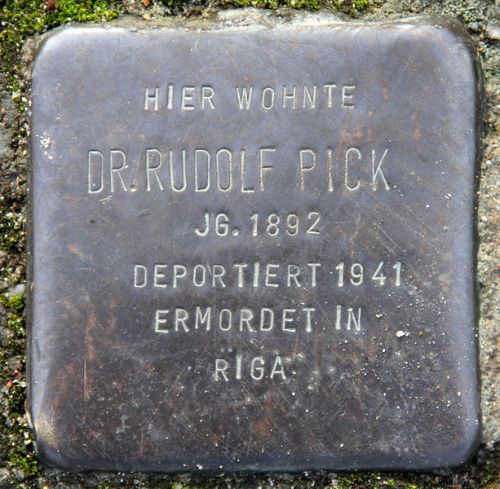 HIER WOHNTE
DR. RUDOLF PICK
JG. 1892
DEPORTIERT 1941
ERMORDET IN
RIGA